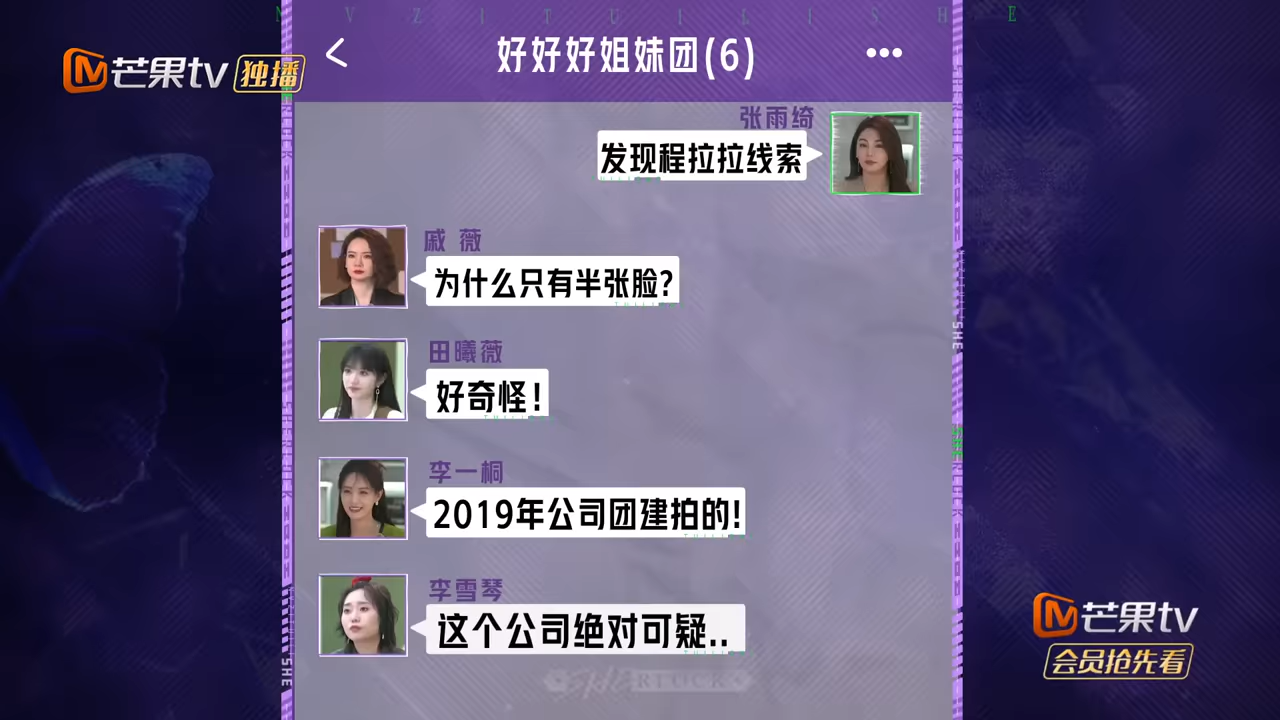 NVZITUILISHE
芒果tv 独播
好好好姐妹团(6)
张雨绮
发现程拉拉线索
戚 薇
为什么只有半张脸?
田曦薇
好奇怪!
李一桐
2019年公司团建拍的!
李雪琴
这个公司绝对可疑..
SHE
SHE
芒果tv
会员抢先看